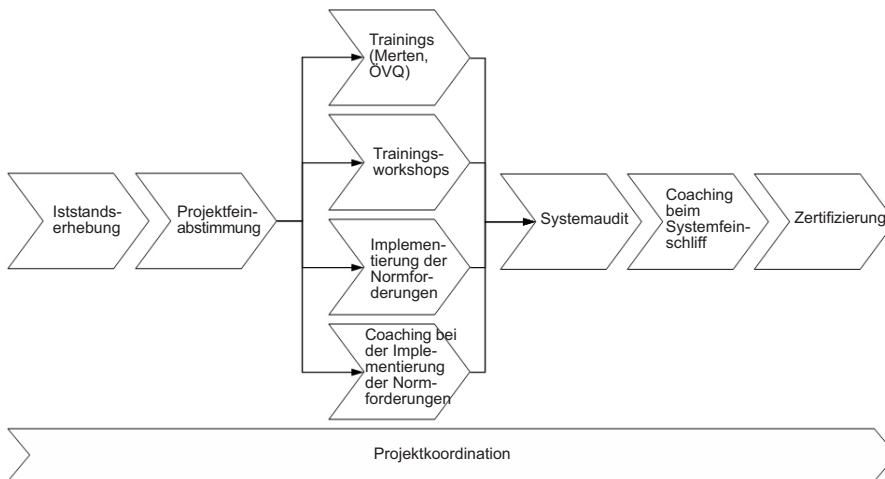 Iststands-
erhebung
Projektfein-
abstimmung
Trainings
(Merten,
ÖVQ)
Trainings-
workshops
Implemen-
tierung der
Normfor-
derungen
Coaching bei
der Imple-
mentierung
der Norm-
forderungen
Systemaudit
Coaching
beim
Systemfein-
schliff
Zertifizierung
Projektkoordination